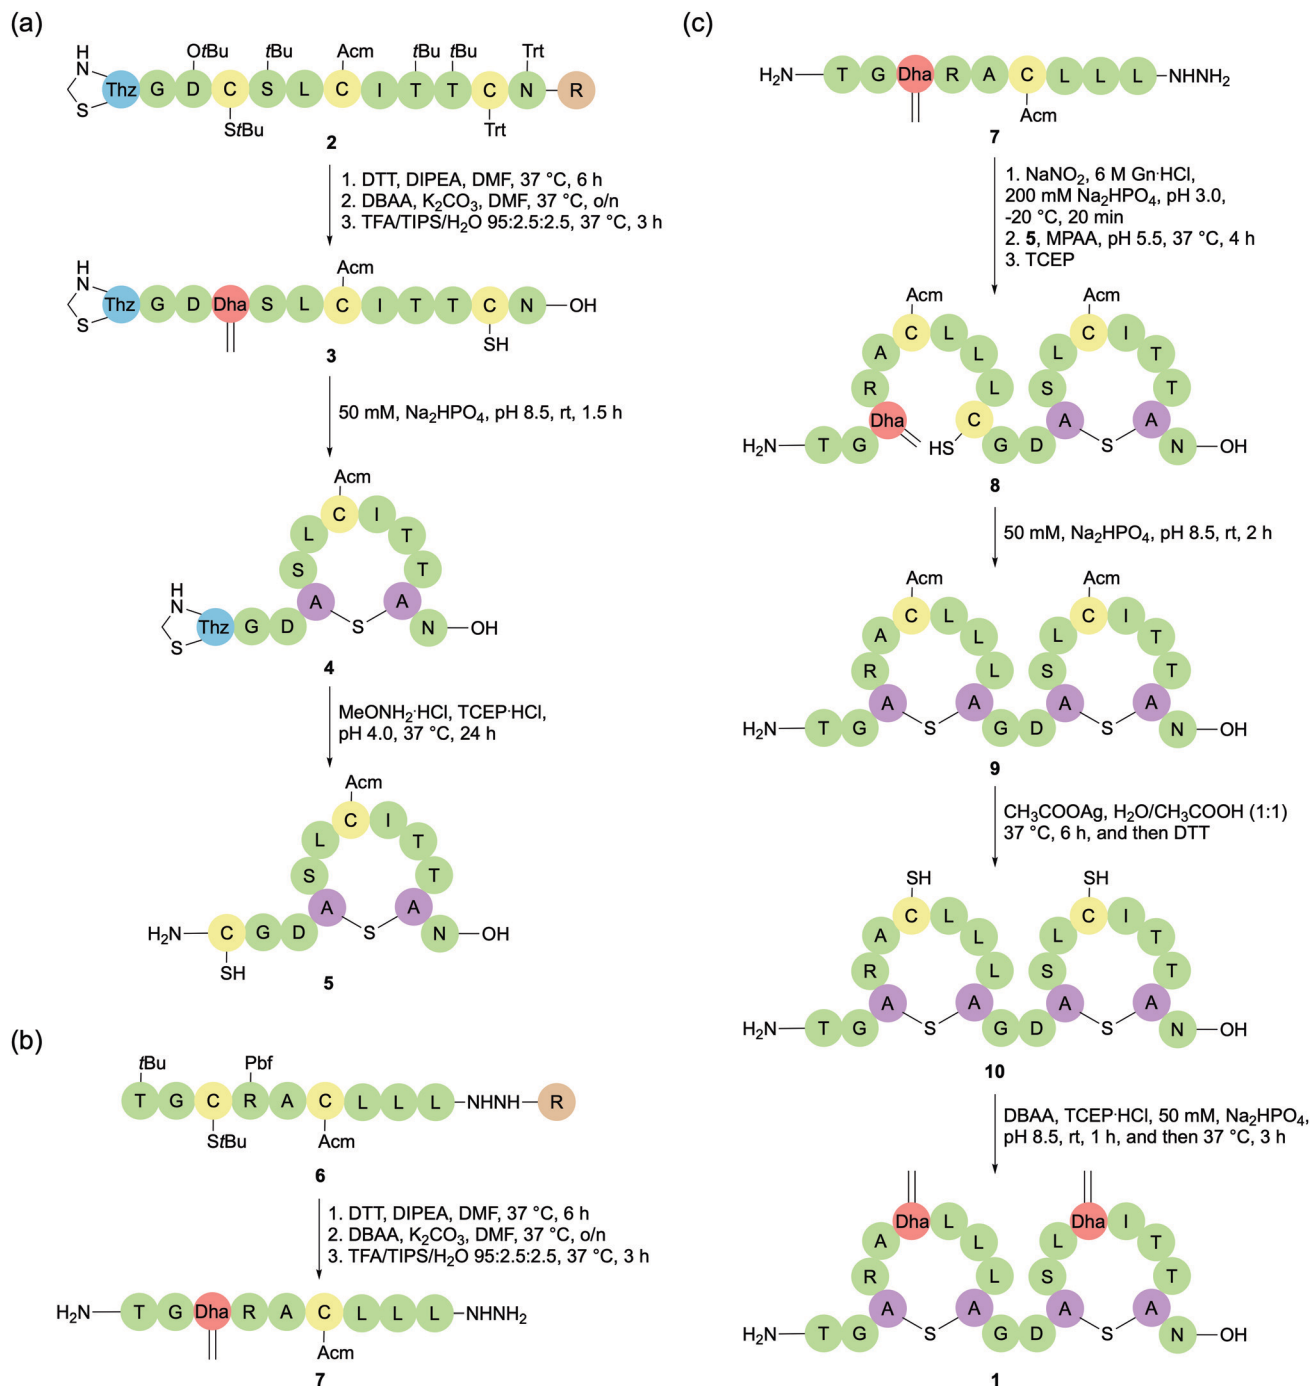 (a)
OtBu
tBu
Acm
tBu
tBu
Trt
H
N
S
Thz G D C S L C I T T C N R
StBu
Trt
2
1. DTT, DIPEA, DMF, 37 °C, 6 h
2. DBAA, K₂CO₃, DMF, 37 °C, o/n
3. TFA/TIPS/H₂O 95:2.5:2.5, 37 °C, 3 h
Acm
H
N
S
Thz G D Dha S L C I T T C N OH
SH
3
50 mM, Na₂HPO₄, pH 8.5, rt, 1.5 h
Acm
C I
L T
S T
H
N
S
A S A
Thz G D N OH
4
MeONH₂·HCl, TCEP·HCl,
pH 4.0, 37 °C, 24 h
Acm
C I
L T
S T
A S A
H₂N C G D N OH
SH
5
(b)
tBu
Pbf
T G C R A C L L L NHNH R
StBu
Acm
6
1. DTT, DIPEA, DMF, 37 °C, 6 h
2. DBAA, K₂CO₃, DMF, 37 °C, o/n
3. TFA/TIPS/H₂O 95:2.5:2.5, 37 °C, 3 h
H₂N T G Dha R A C L L L NHNH₂
Acm
7
(c)
H₂N T G Dha R A C L L L NHNH₂
Acm
7
1. NaNO₂, 6 M Gn·HCl,
200 mM Na₂HPO₄, pH 3.0,
-20 °C, 20 min
2. 5, MPAA, pH 5.5, 37 °C, 4 h
3. TCEP
Acm Acm
C L C I
A L L T
R L S T
Dha C A A
H₂N T G HS G D S N OH
8
50 mM, Na₂HPO₄, pH 8.5, rt, 2 h
Acm Acm
C L C I
A L L T
R L S T
A A A A
H₂N T G S G D S N OH
9
CH₃COOAg, H₂O/CH₃COOH (1:1)
37 °C, 6 h, and then DTT
SH SH
C L C I
A L L T
R L S T
A A A A
H₂N T G S G D S N OH
10
DBAA, TCEP·HCl, 50 mM, Na₂HPO₄,
pH 8.5, rt, 1 h, and then 37 °C, 3 h
Dha L Dha I
A L L T
R L S T
A A A A
H₂N T G S G D S N OH
1